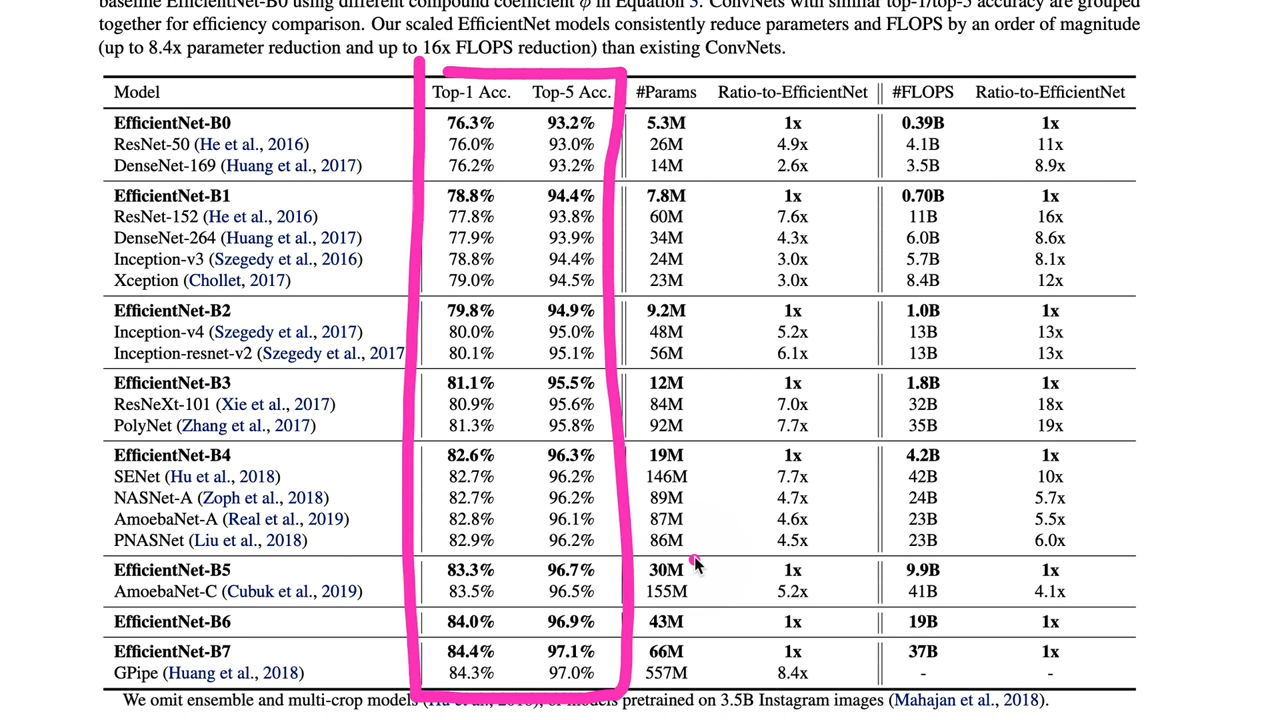 baseline EfficientNet-B0 using different compound coefficient ϕ in Equation 3. ConvNets with similar top-1/top-5 accuracy are grouped
together for efficiency comparison. Our scaled EfficientNet models consistently reduce parameters and FLOPS by an order of magnitude
(up to 8.4x parameter reduction and up to 16x FLOPS reduction) than existing ConvNets.
Model Top-1 Acc. Top-5 Acc. #Params Ratio-to-EfficientNet #FLOPS Ratio-to-EfficientNet
EfficientNet-B0 76.3% 93.2% 5.3M 1x 0.39B 1x
ResNet-50 (He et al., 2016) 76.0% 93.0% 26M 4.9x 4.1B 11x
DenseNet-169 (Huang et al., 2017) 76.2% 93.2% 14M 2.6x 3.5B 8.9x
EfficientNet-B1 78.8% 94.4% 7.8M 1x 0.70B 1x
ResNet-152 (He et al., 2016) 77.8% 93.8% 60M 7.6x 11B 16x
DenseNet-264 (Huang et al., 2017) 77.9% 93.9% 34M 4.3x 6.0B 8.6x
Inception-v3 (Szegedy et al., 2016) 78.8% 94.4% 24M 3.0x 5.7B 8.1x
Xception (Chollet, 2017) 79.0% 94.5% 23M 3.0x 8.4B 12x
EfficientNet-B2 79.8% 94.9% 9.2M 1x 1.0B 1x
Inception-v4 (Szegedy et al., 2017) 80.0% 95.0% 48M 5.2x 13B 13x
Inception-resnet-v2 (Szegedy et al., 2017 80.1% 95.1% 56M 6.1x 13B 13x
EfficientNet-B3 81.1% 95.5% 12M 1x 1.8B 1x
ResNeXt-101 (Xie et al., 2017) 80.9% 95.6% 84M 7.0x 32B 18x
PolyNet (Zhang et al., 2017) 81.3% 95.8% 92M 7.7x 35B 19x
EfficientNet-B4 82.6% 96.3% 19M 1x 4.2B 1x
SENet (Hu et al., 2018) 82.7% 96.2% 146M 7.7x 42B 10x
NASNet-A (Zoph et al., 2018) 82.7% 96.2% 89M 4.7x 24B 5.7x
AmoebaNet-A (Real et al., 2019) 82.8% 96.1% 87M 4.6x 23B 5.5x
PNASNet (Liu et al., 2018) 82.9% 96.2% 86M 4.5x 23B 6.0x
EfficientNet-B5 83.3% 96.7% 30M 1x 9.9B 1x
AmoebaNet-C (Cubuk et al., 2019) 83.5% 96.5% 155M 5.2x 41B 4.1x
EfficientNet-B6 84.0% 96.9% 43M 1x 19B 1x
EfficientNet-B7 84.4% 97.1% 66M 1x 37B 1x
GPipe (Huang et al., 2018) 84.3% 97.0% 557M 8.4x - -
We omit ensemble and multi-crop models pretrained on 3.5B Instagram images (Mahajan et al., 2018).